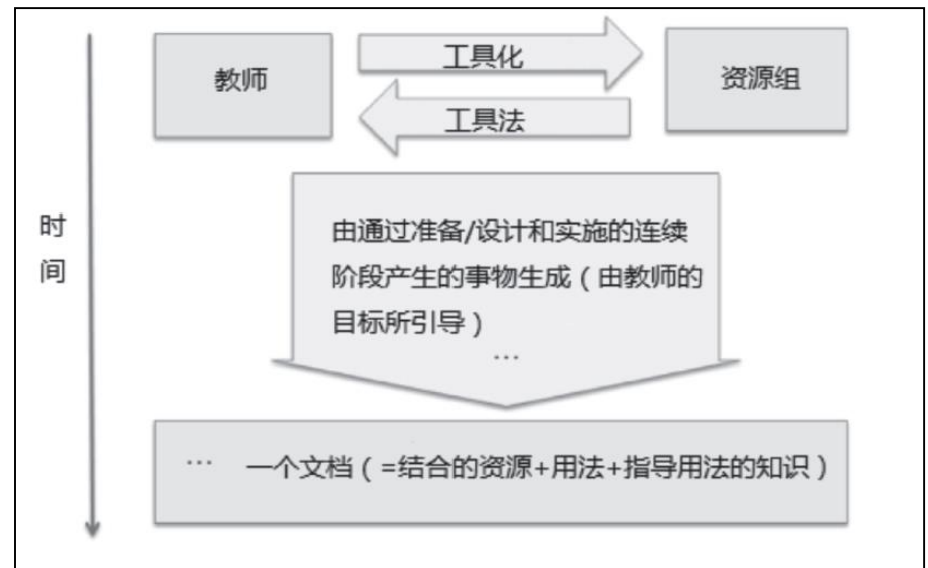 教师
工具化
资源组
工具法
时
间
由通过准备/设计和实施的连续
阶段产生的事物生成（由教师的
目标所引导）
…
… 一个文档（=结合的资源+用法+指导用法的知识）